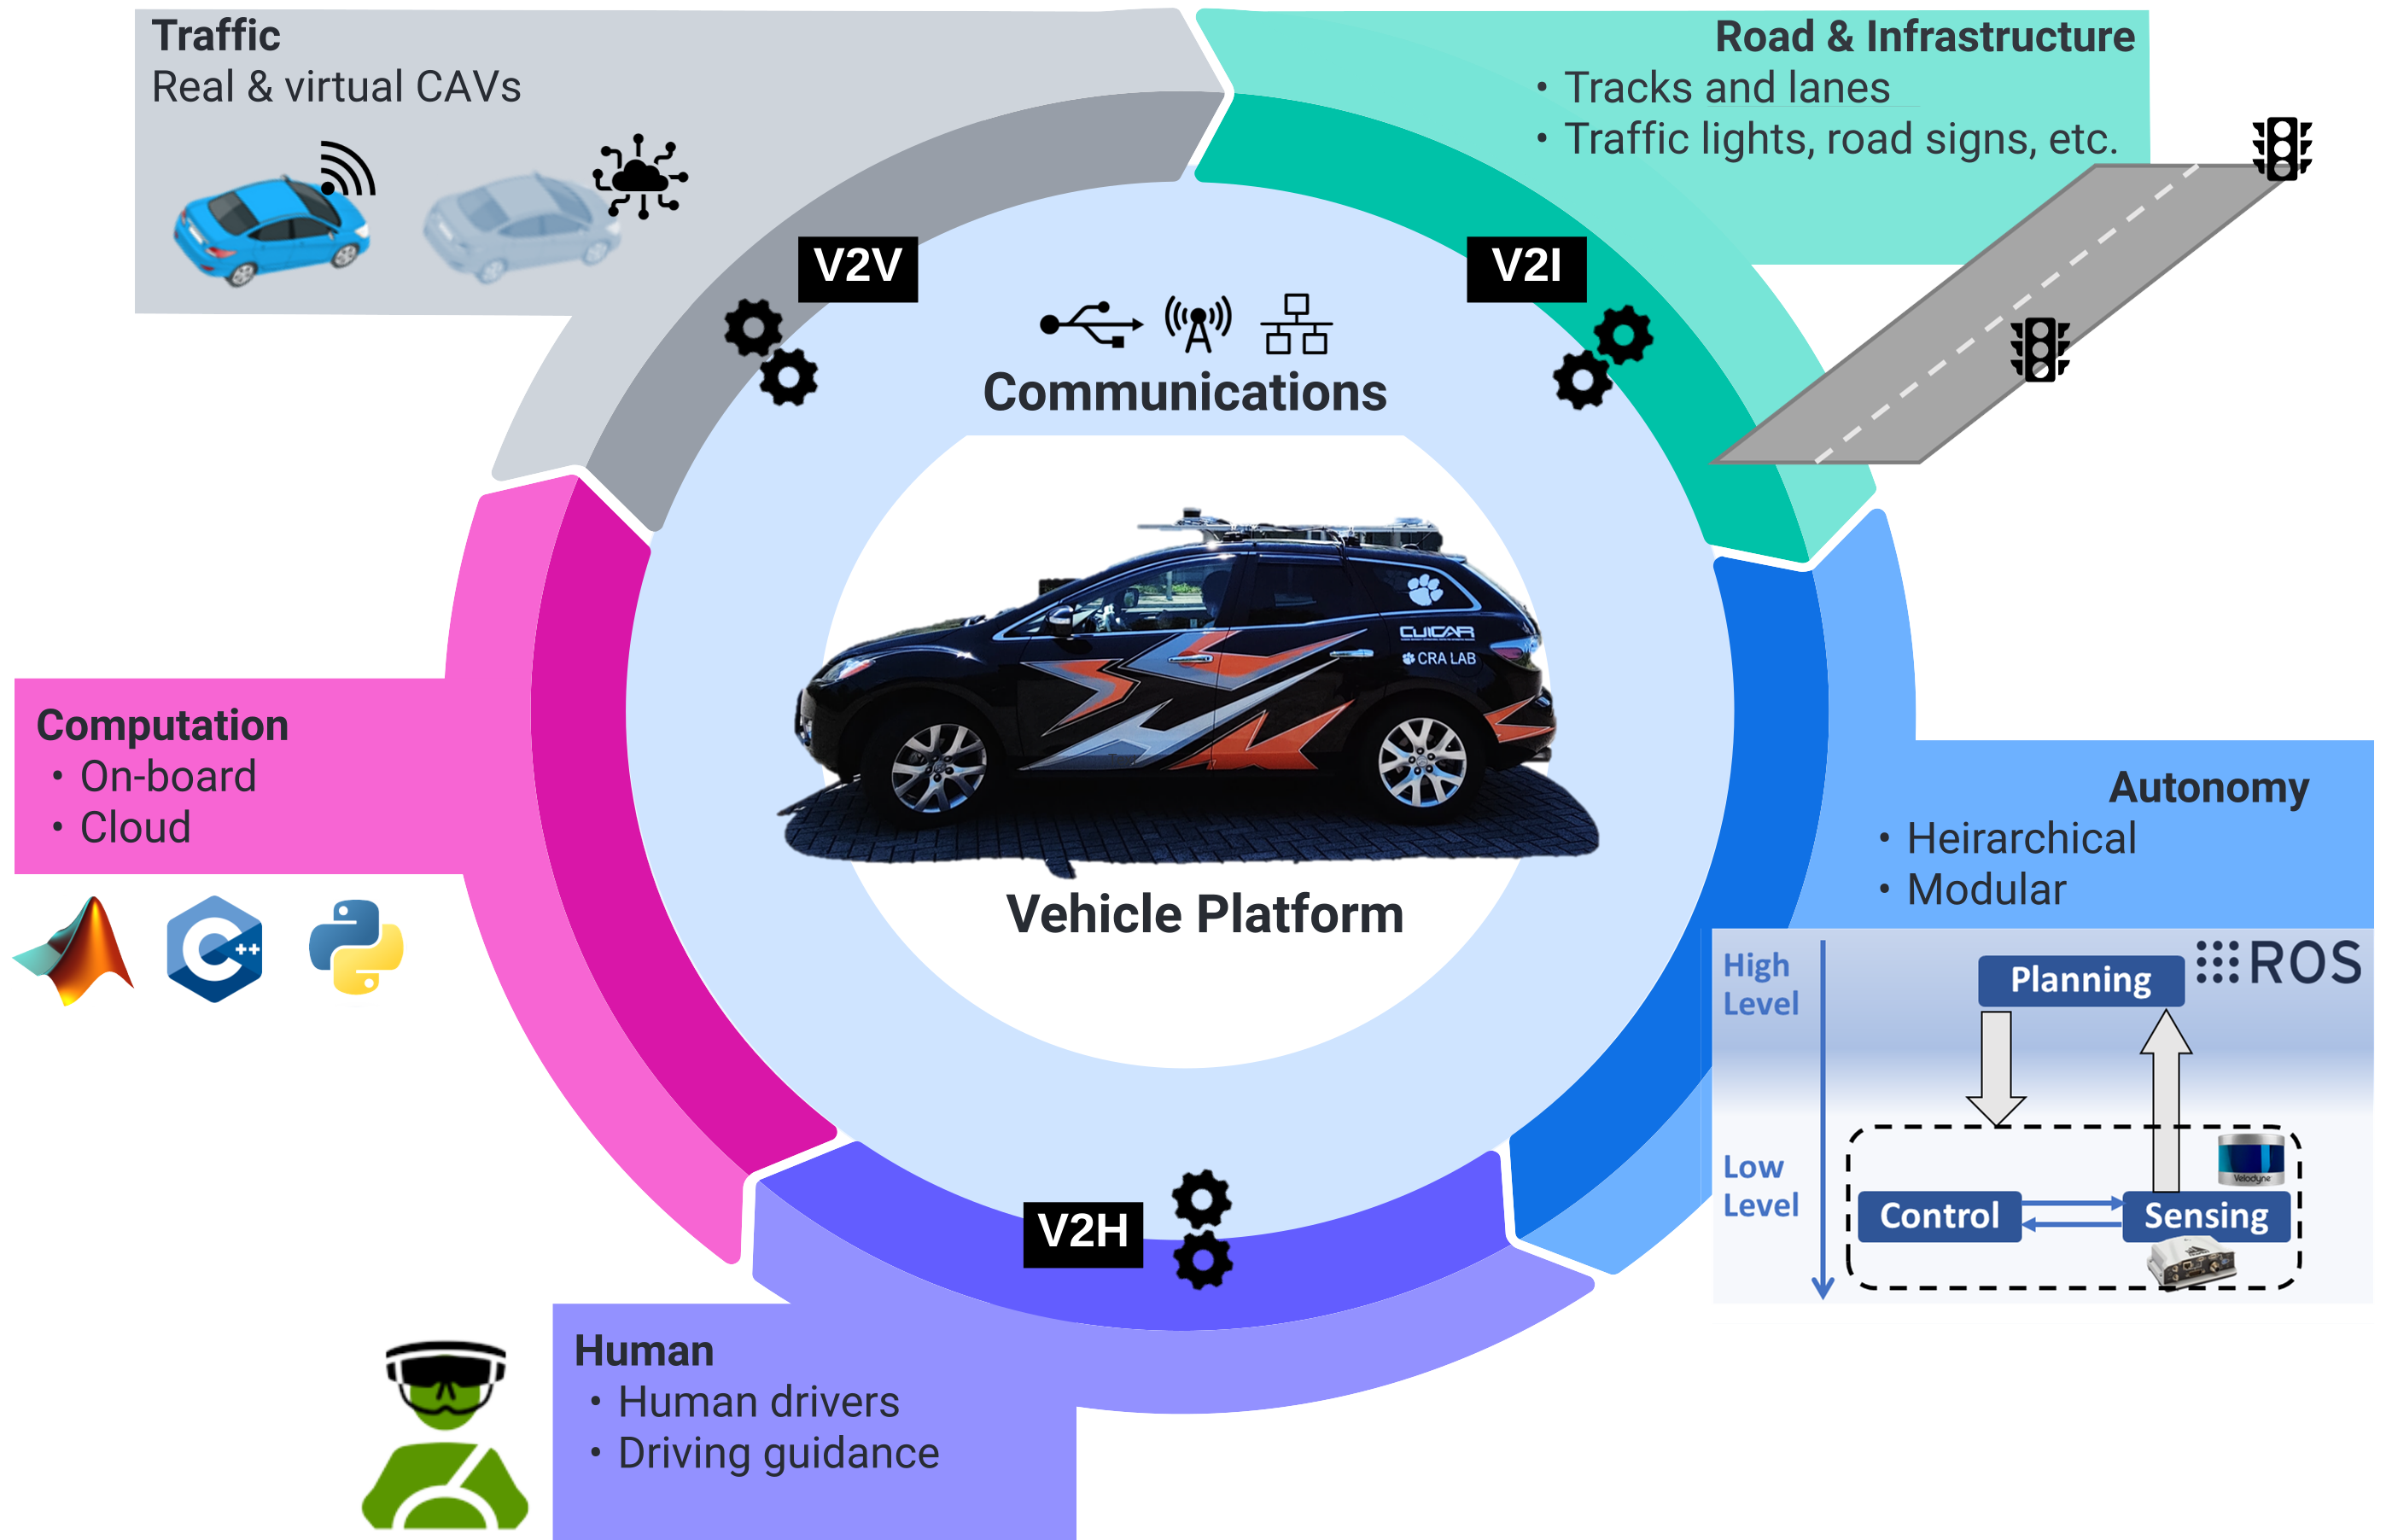 Traffic
Real & virtual CAVs
Road & Infrastructure
• Tracks and lanes
• Traffic lights, road signs, etc.
V2V
V2I
Communications
CUICAR
CRA LAB
Vehicle Platform
Computation
• On-board
• Cloud
C++
Autonomy
• Heirarchical
• Modular
High
Level
Planning
ROS
Low
Level
Velodyne
Control
Sensing
V2H
Human
• Human drivers
• Driving guidance